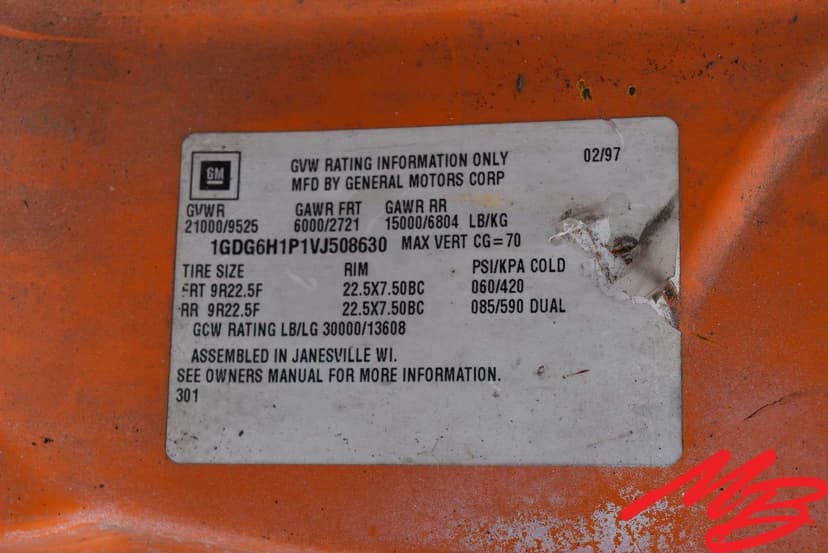 GM
GVW RATING INFORMATION ONLY 02/97
MFD BY GENERAL MOTORS CORP
GVWR GAWR FRT GAWR RR
21000/9525 6000/2721 15000/6804 LB/KG
1GDG6H1P1VJ508630 MAX VERT CG=70
TIRE SIZE RIM PSI/KPA COLD
FRT 9R22.5F 22.5X7.50BC 060/420
RR 9R22.5F 22.5X7.50BC 085/590 DUAL
GCW RATING LB/LG 30000/13608
ASSEMBLED IN JANESVILLE WI.
SEE OWNERS MANUAL FOR MORE INFORMATION.
301
MB